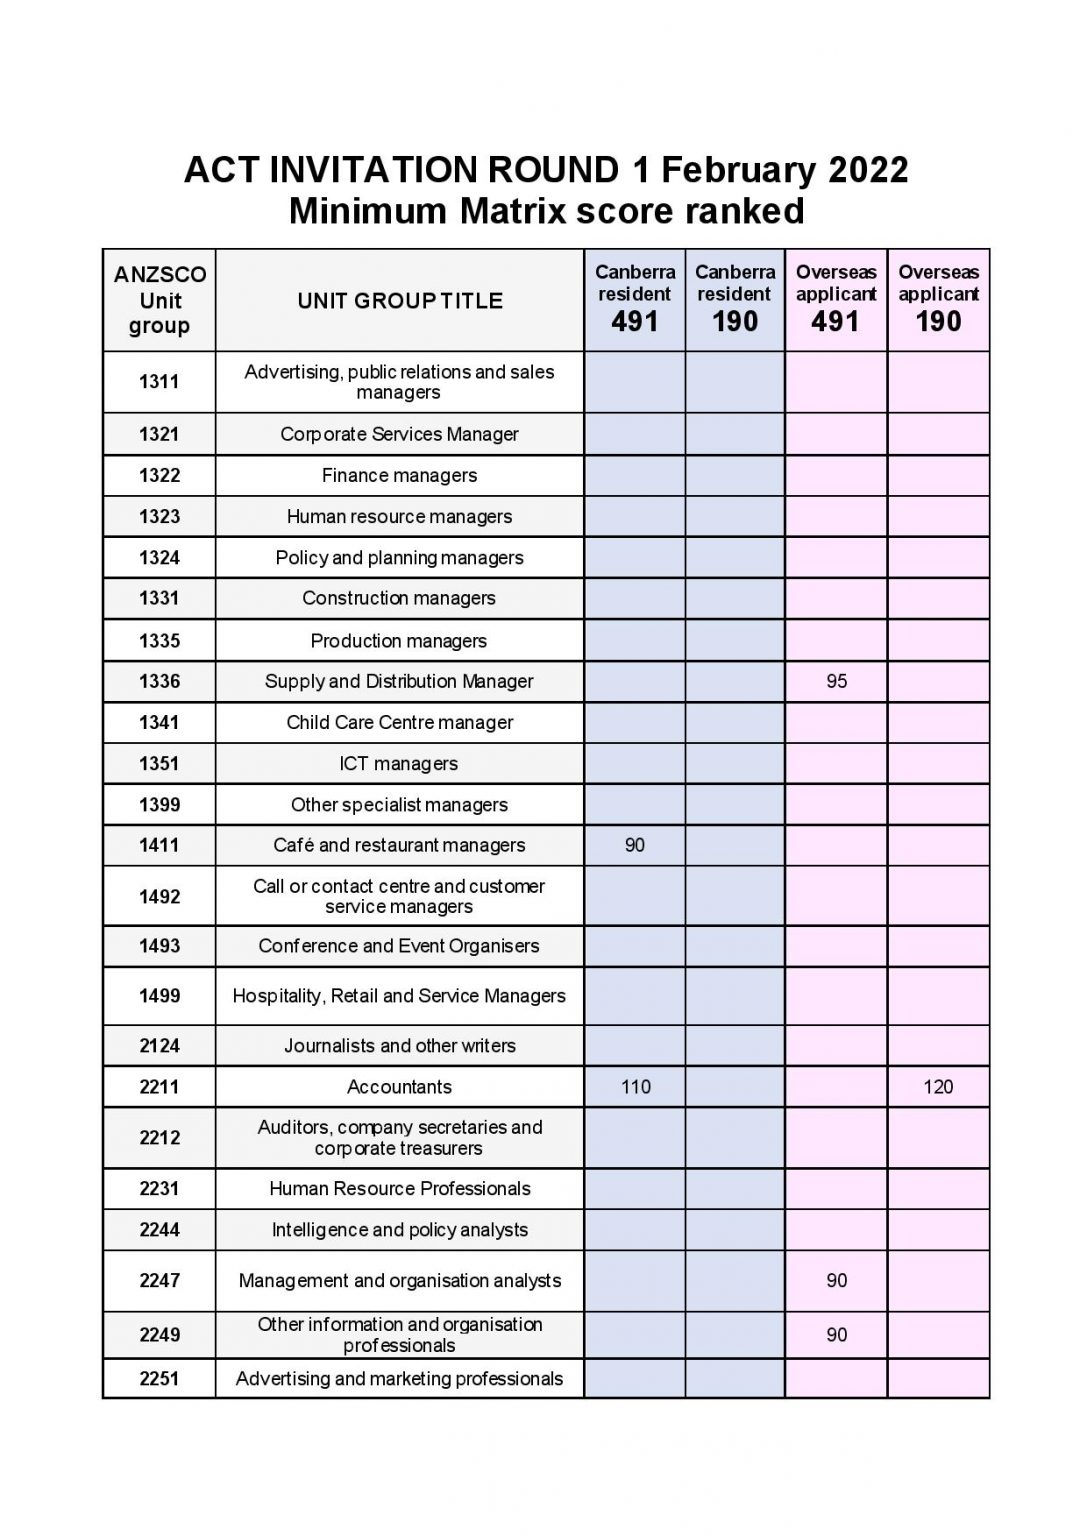 ACT INVITATION ROUND 1 February 2022
Minimum Matrix score ranked
ANZSCO
Unit
group
UNIT GROUP TITLE
Canberra
resident
491
Canberra
resident
190
Overseas
applicant
491
Overseas
applicant
190
1311
Advertising, public relations and sales
managers
1321 Corporate Services Manager
1322 Finance managers
1323 Human resource managers
1324 Policy and planning managers
1331 Construction managers
1335 Production managers
1336 Supply and Distribution Manager 95
1341 Child Care Centre manager
1351 ICT managers
1399 Other specialist managers
1411 Café and restaurant managers 90
1492
Call or contact centre and customer
service managers
1493 Conference and Event Organisers
1499 Hospitality, Retail and Service Managers
2124 Journalists and other writers
2211 Accountants 110 120
2212
Auditors, company secretaries and
corporate treasurers
2231 Human Resource Professionals
2244 Intelligence and policy analysts
2247 Management and organisation analysts 90
2249
Other information and organisation
professionals
90
2251 Advertising and marketing professionals